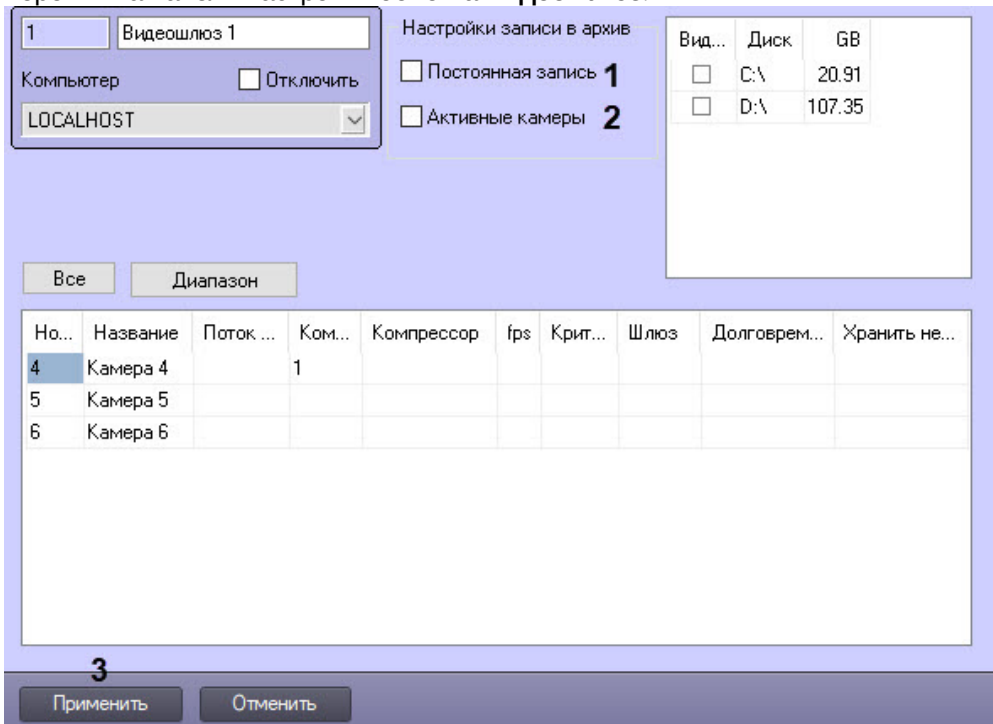 1 Видеошлюз 1
Компьютер Отключить
LOCALHOST
Настройки записи в архив
Постоянная запись 1
Активные камеры 2
Вид... Диск GB
C:\ 20.91
D:\ 107.35
Все Диапазон
Но... Название Поток ... Ком... Компрессор fps Крит... Шлюз Долговрем... Хранить не...
4 Камера 4 1
5 Камера 5
6 Камера 6
3
Применить Отменить